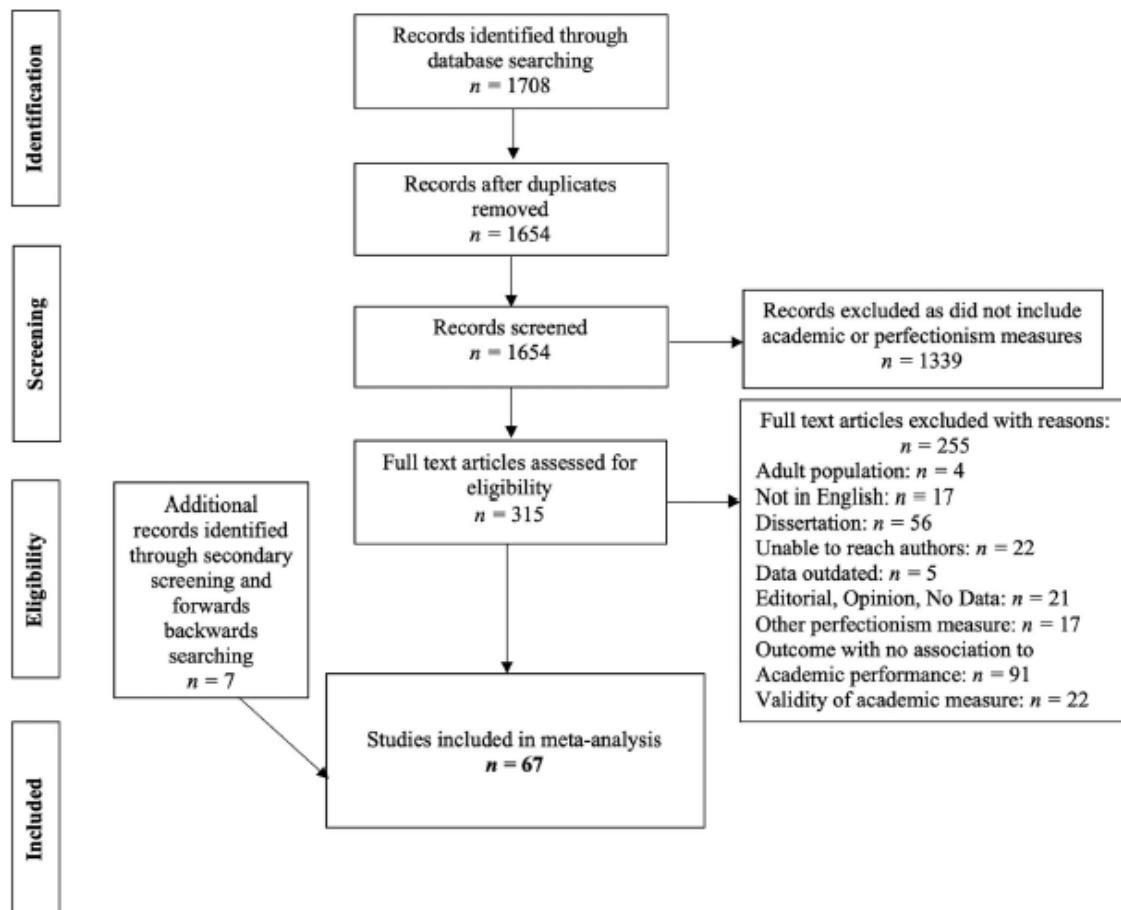 Identification
Records identified through
database searching
n = 1708
Records after duplicates
removed
n = 1654
Screening
Records screened
n = 1654
Records excluded as did not include
academic or perfectionism measures
n = 1339
Full text articles assessed for
eligibility
n = 315
Full text articles excluded with reasons:
n = 255
Adult population: n = 4
Not in English: n = 17
Dissertation: n = 56
Unable to reach authors: n = 22
Data outdated: n = 5
Editorial, Opinion, No Data: n = 21
Other perfectionism measure: n = 17
Outcome with no association to
Academic performance: n = 91
Validity of academic measure: n = 22
Eligibility
Additional
records identified
through secondary
screening and
forwards
backwards
searching
n = 7
Included
Studies included in meta-analysis
n = 67